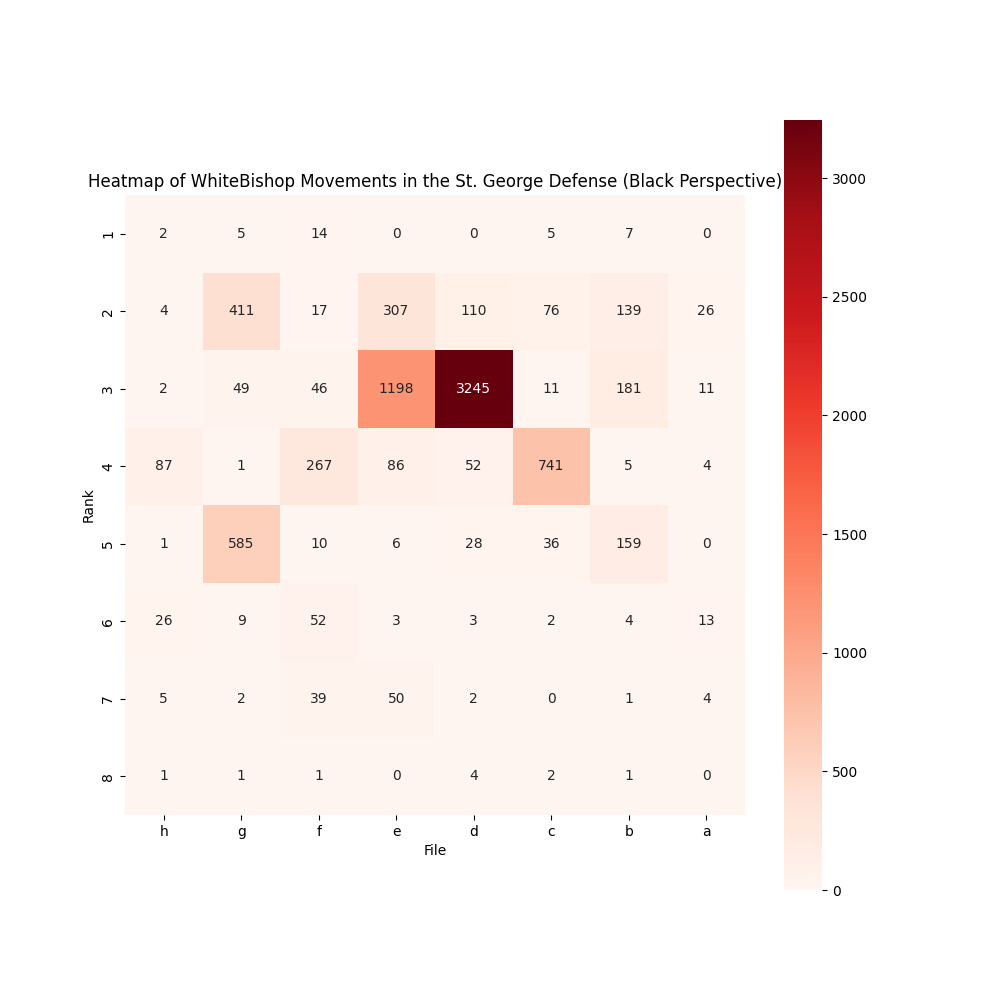 Heatmap of WhiteBishop Movements in the St. George Defense (Black Perspective)
3000
2500
2000
1500
1000
500
0
Rank
1 2 5 14 0 0 5 7 0
2 4 411 17 307 110 76 139 26
3 2 49 46 1198 3245 11 181 11
4 87 1 267 86 52 741 5 4
5 1 585 10 6 28 36 159 0
6 26 9 52 3 3 2 4 13
7 5 2 39 50 2 0 1 4
8 1 1 1 0 4 2 1 0
h g f e d c b a
File